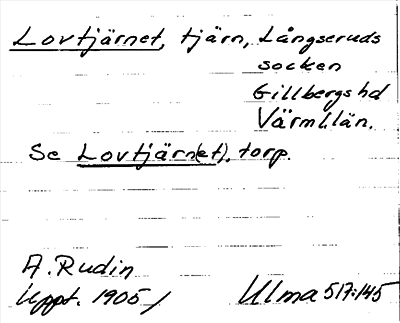 Lovtjärnet, tjärn, Långseruds
socken
Gillbergs hd
Värml. län.
Se Lovtjärn(et), torp.
A. Rudin
Uppt. 1905/
Ulma 517:145